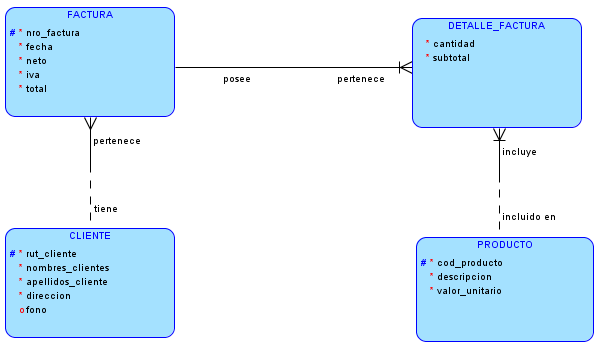 FACTURA
# * nro_factura
* fecha
* neto
* iva
* total
DETALLE_FACTURA
* cantidad
* subtotal
posee
pertenece
pertenece
tiene
incluye
incluido en
CLIENTE
# * rut_cliente
* nombres_clientes
* apellidos_cliente
* direccion
o fono
PRODUCTO
# * cod_producto
* descripcion
* valor_unitario